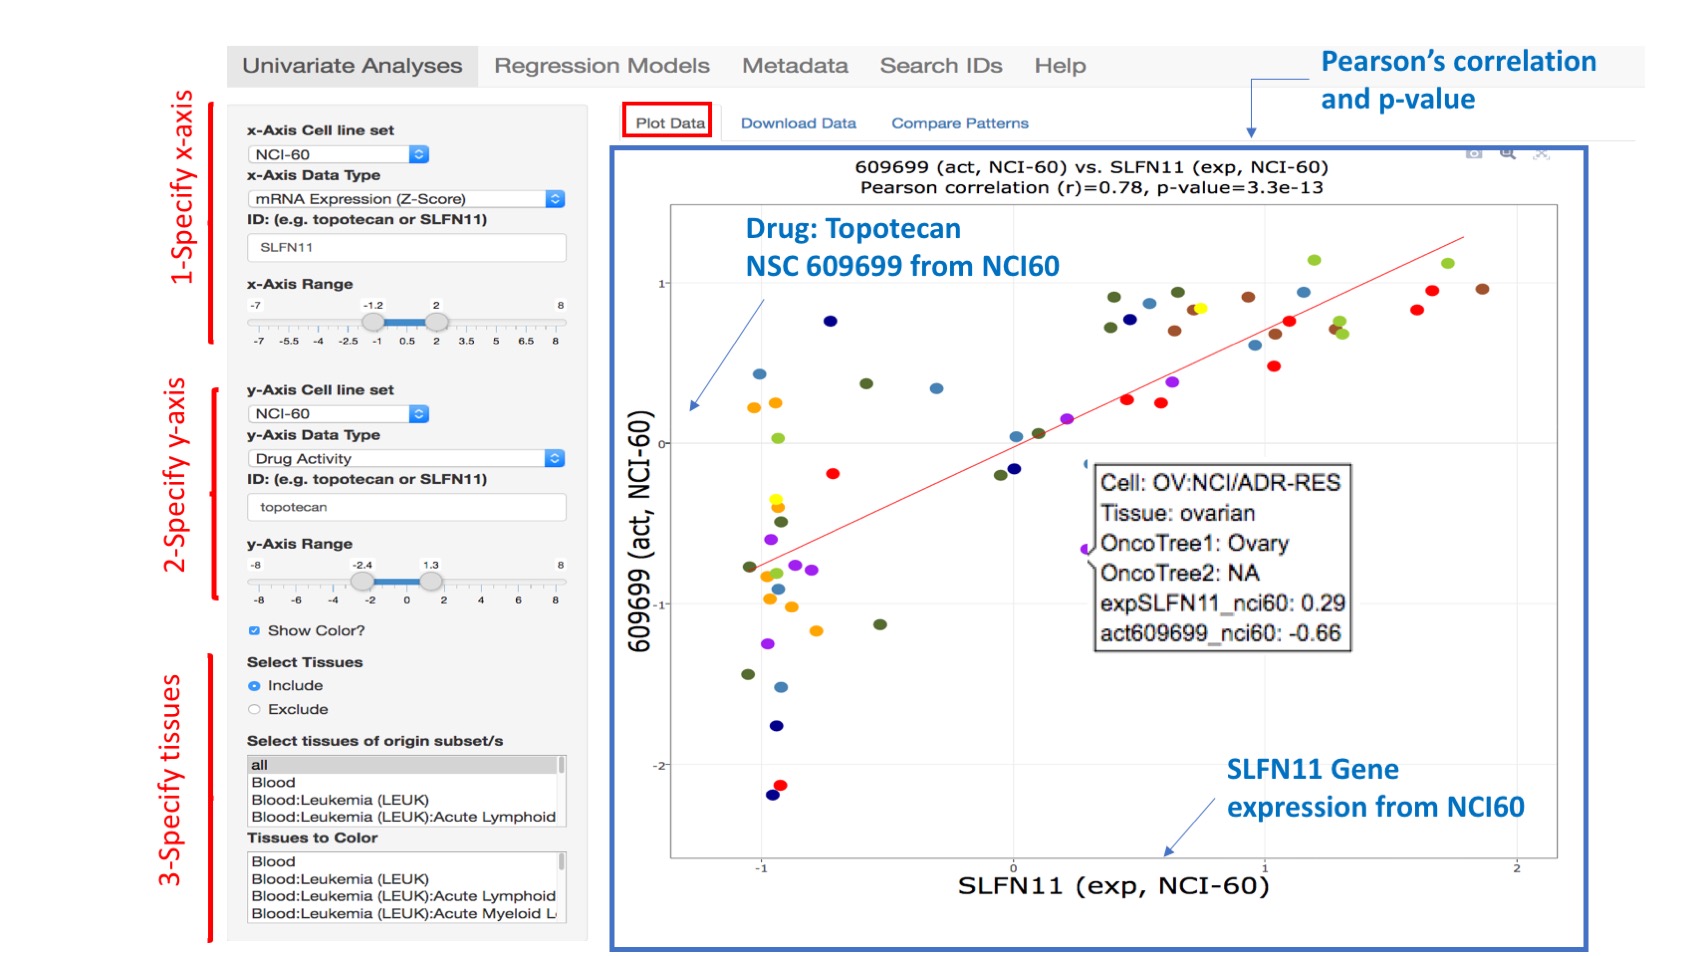 Univariate Analyses Regression Models Metadata Search IDs Help
Pearson's correlation
and p-value
1-Specify x-axis
x-Axis Cell line set
NCI-60
x-Axis Data Type
mRNA Expression (Z-Score)
ID: (e.g. topotecan or SLFN11)
SLFN11
x-Axis Range
-7 -1.2 2 8
-7 -5.5 -4 -2.5 -1 0.5 2 3.5 5 6.5 8
2-Specify y-axis
y-Axis Cell line set
NCI-60
y-Axis Data Type
Drug Activity
ID: (e.g. topotecan or SLFN11)
topotecan
y-Axis Range
-8 -2.4 1.3 8
-8 -6 -4 -2 0 2 4 6 8
Show Color?
3-Specify tissues
Select Tissues
Include
Exclude
Select tissues of origin subset/s
all
Blood
Blood:Leukemia (LEUK)
Blood:Leukemia (LEUK):Acute Lymphoid
Tissues to Color
Blood
Blood:Leukemia (LEUK)
Blood:Leukemia (LEUK):Acute Lymphoid
Blood:Leukemia (LEUK):Acute Myeloid L
Plot Data Download Data Compare Patterns
609699 (act, NCI-60) vs. SLFN11 (exp, NCI-60)
Pearson correlation (r)=0.78, p-value=3.3e-13
Drug: Topotecan
NSC 609699 from NCI60
1
0
-1
-2
609699 (act, NCI-60)
Cell: OV:NCI/ADR-RES
Tissue: ovarian
OncoTree1: Ovary
OncoTree2: NA
expSLFN11_nci60: 0.29
act609699_nci60: -0.66
SLFN11 Gene
expression from NCI60
-1 0 1 2
SLFN11 (exp, NCI-60)